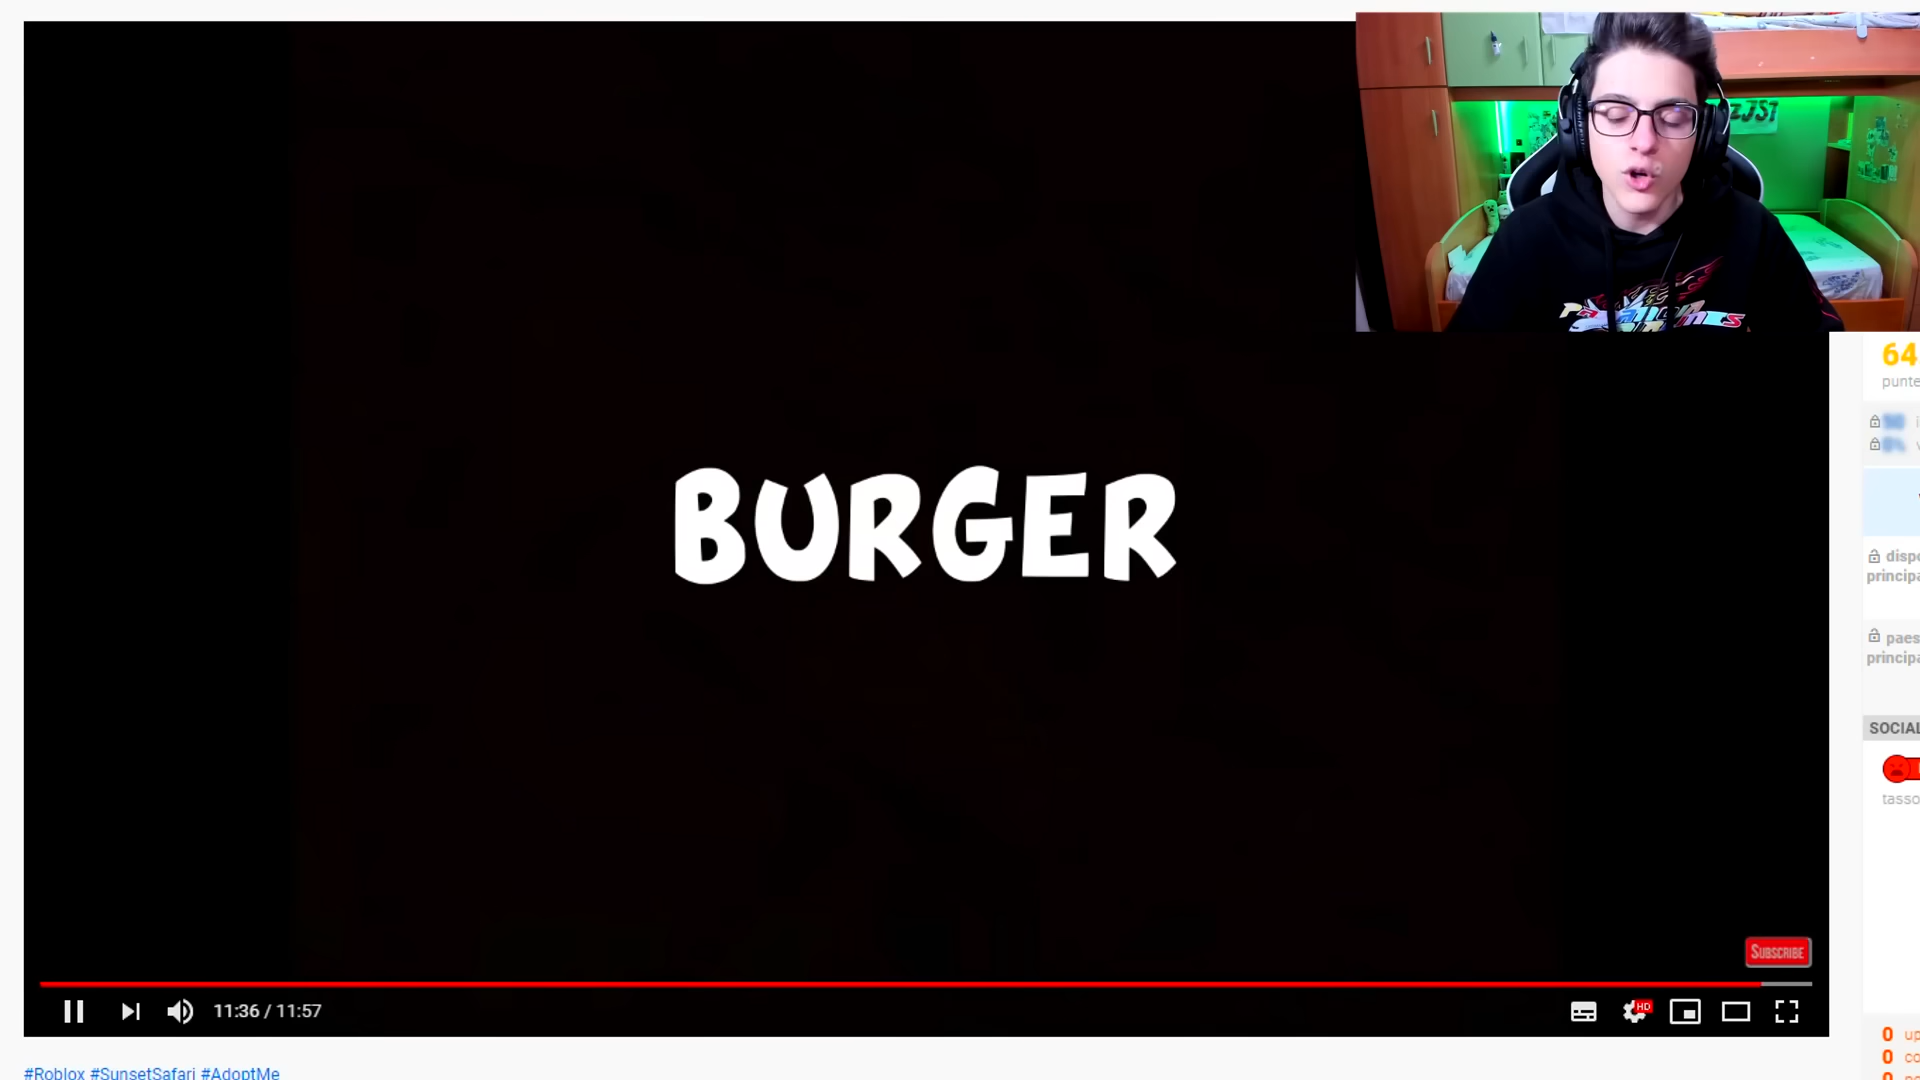 ZJST
64
punte
BURGER
dispo
principa
paes
principa
SOCIAL
tasso
SUBSCRIBE
11:36 / 11:57
HD
0 up
0 co
#Roblox #SunsetSafari #AdoptMe